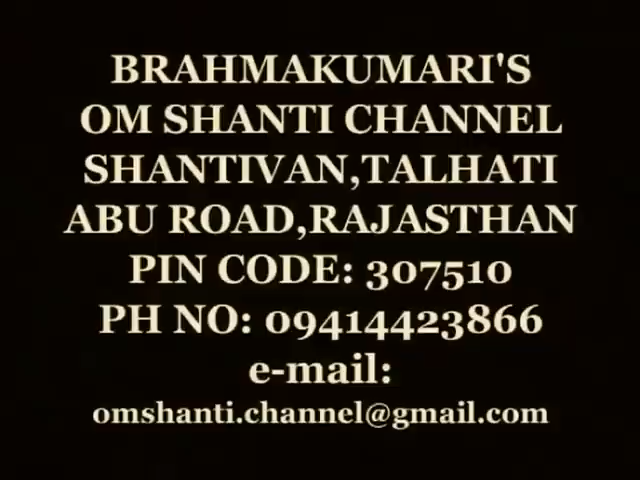 BRAHMAKUMARI'S
OM SHANTI CHANNEL
SHANTIVAN,TALHATI
ABU ROAD,RAJASTHAN
PIN CODE: 307510
PH NO: 09414423866
e-mail:
omshanti.channel@gmail.com